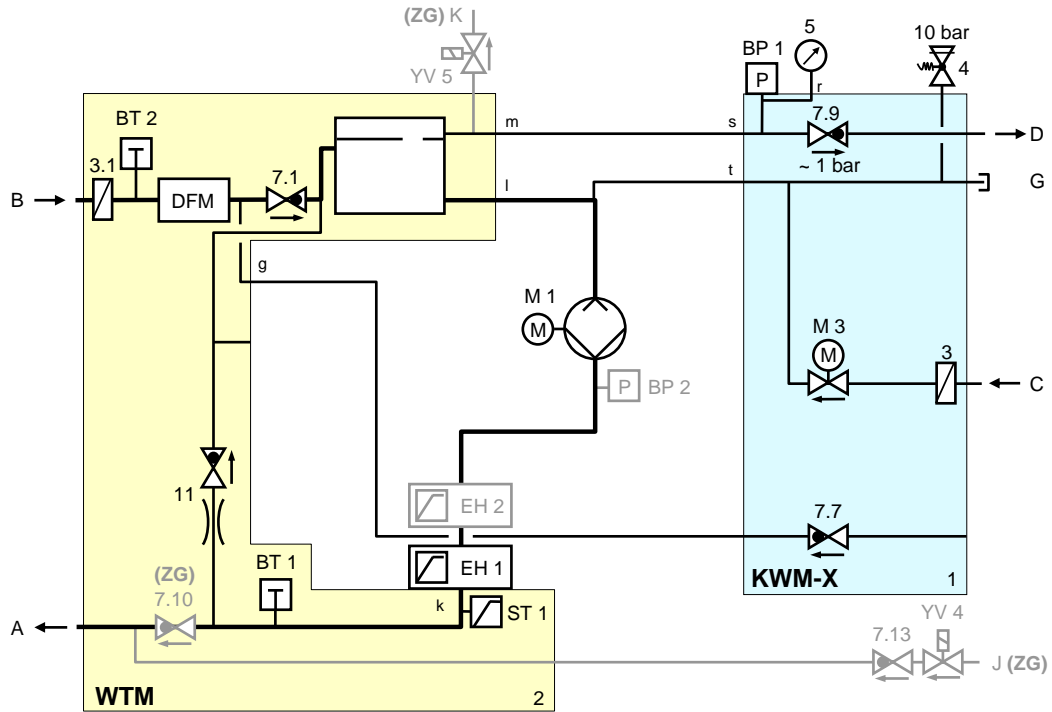 (ZG) K
5
10 bar
BP 1
P
4
YV 5
r
BT 2
m
s
7.9
D
3.1
~ 1 bar
7.1
l
t
G
B
DFM
g
M 1
M
M 3
M
3
C
P
BP 2
11
EH 2
7.7
BT 1
EH 1
KWM-X
1
(ZG)
7.10
k
ST 1
YV 4
A
7.13
J (ZG)
WTM
2